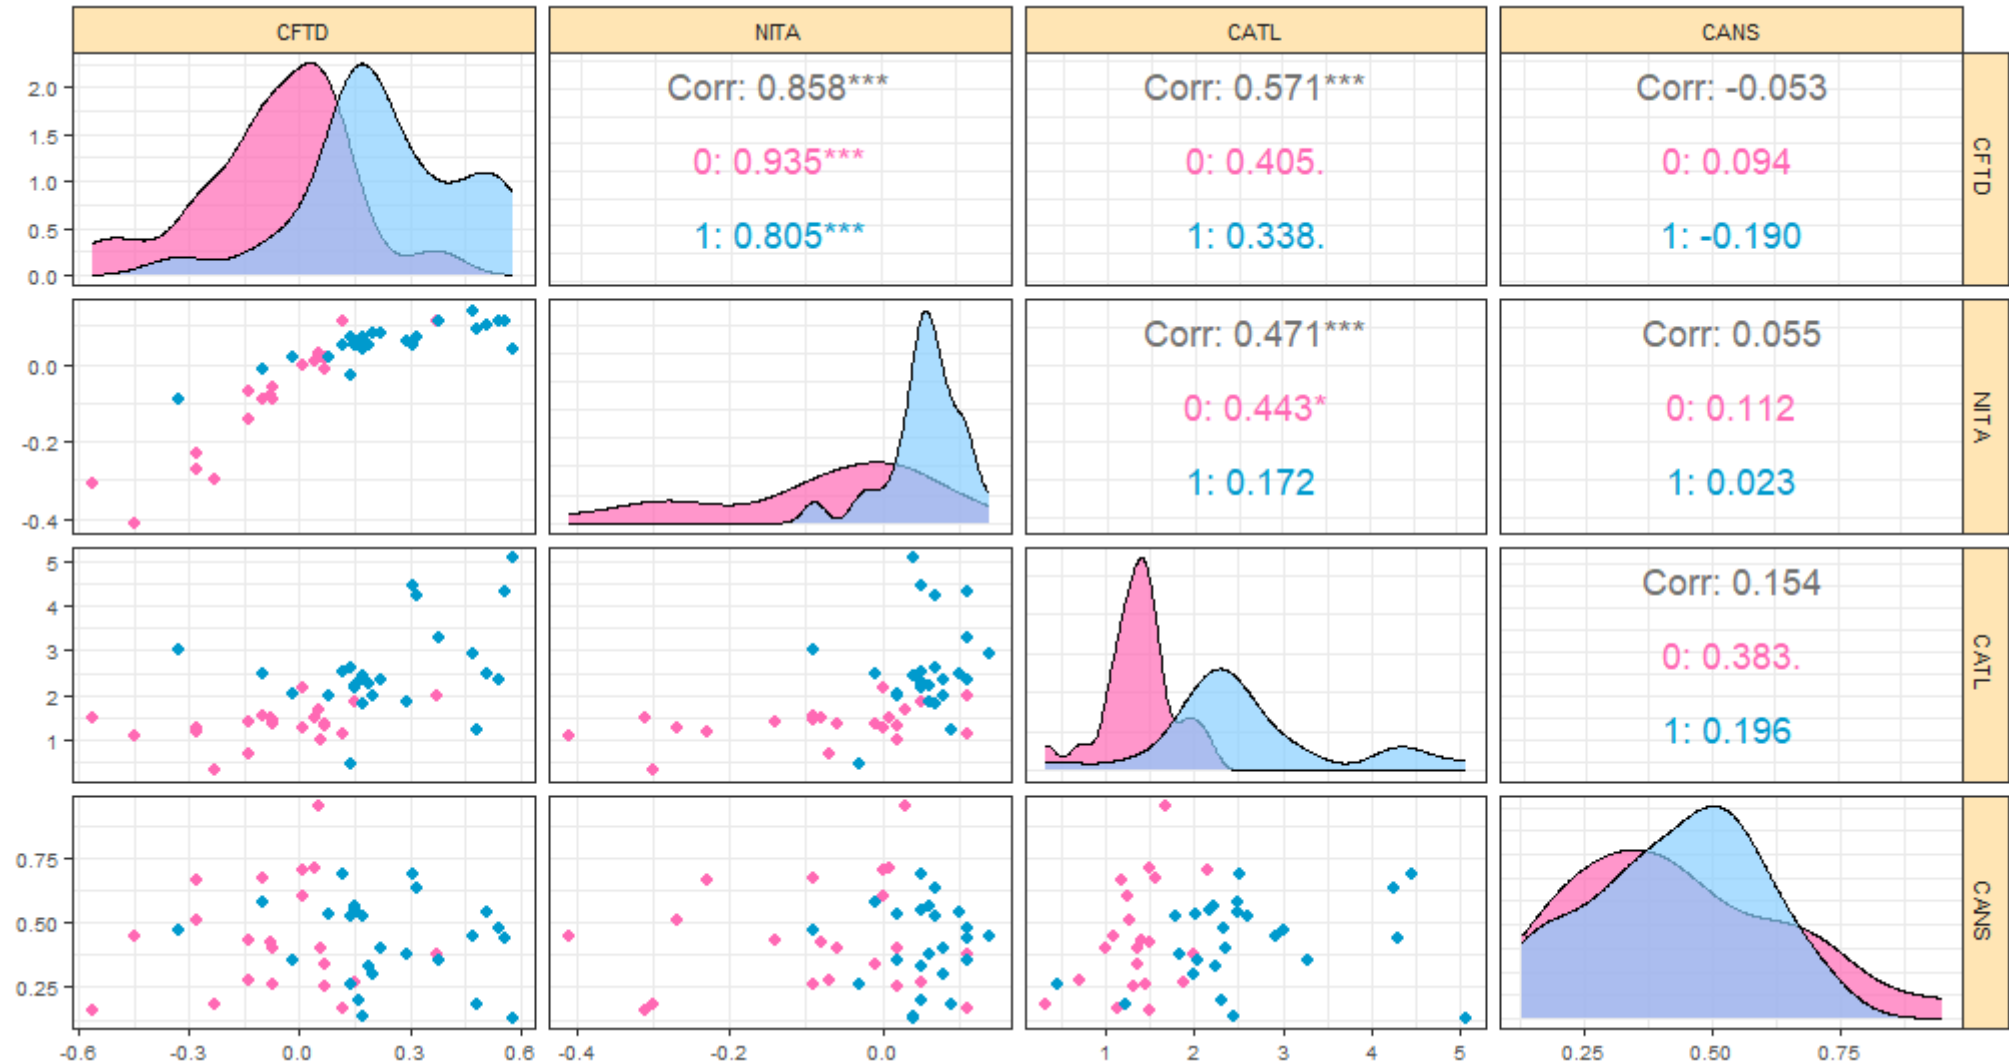 CFTD NITA CATL CANS
2.0
1.5
1.0
0.5
0.0
Corr: 0.858***
0: 0.935***
1: 0.805***
Corr: 0.571***
0: 0.405.
1: 0.338.
Corr: -0.053
0: 0.094
1: -0.190
CFTD
0.0
-0.2
-0.4
Corr: 0.471***
0: 0.443*
1: 0.172
Corr: 0.055
0: 0.112
1: 0.023
NITA
5
4
3
2
1
Corr: 0.154
0: 0.383.
1: 0.196
CATL
0.75
0.50
0.25
CANS
-0.6 -0.3 0.0 0.3 0.6 -0.4 -0.2 0.0 1 2 3 4 5 0.25 0.50 0.75